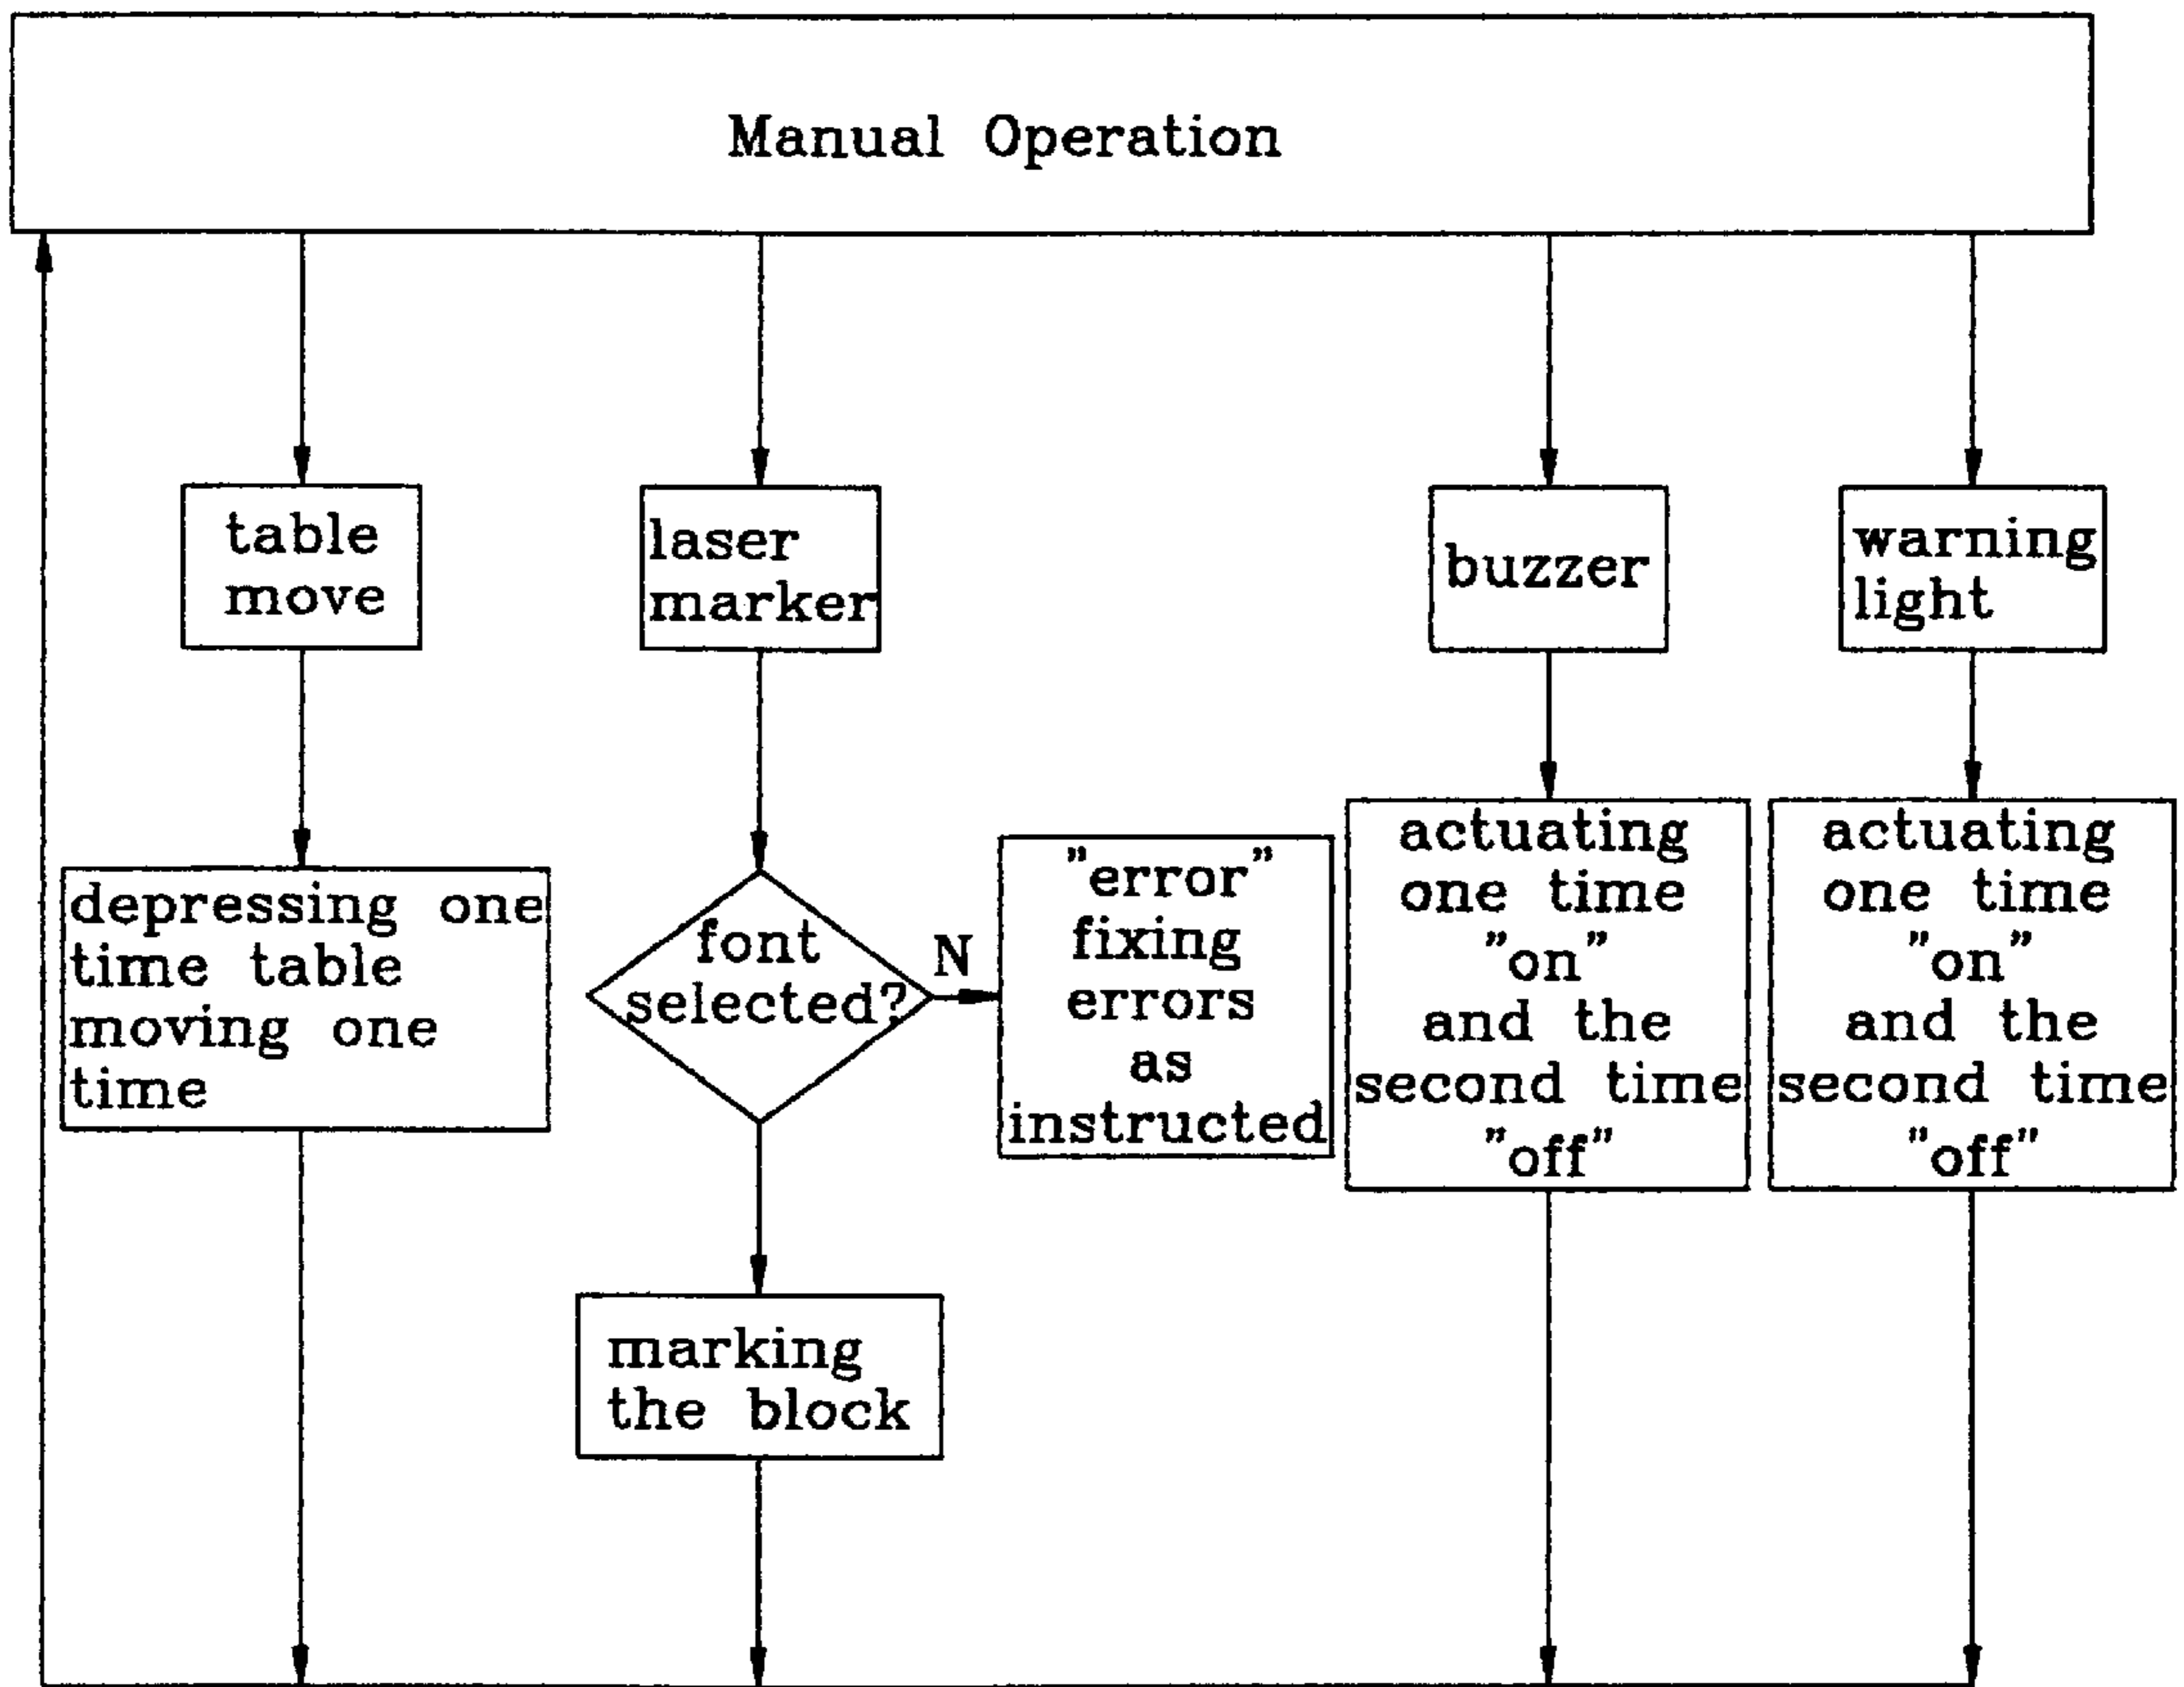 Manual Operation
table
move
laser
marker
buzzer
warning
light
depressing one
time table
moving one
time
font
selected?
N
"error"
fixing
errors
as
instructed
actuating
one time
"on"
and the
second time
"off"
actuating
one time
"on"
and the
second time
"off"
marking
the block